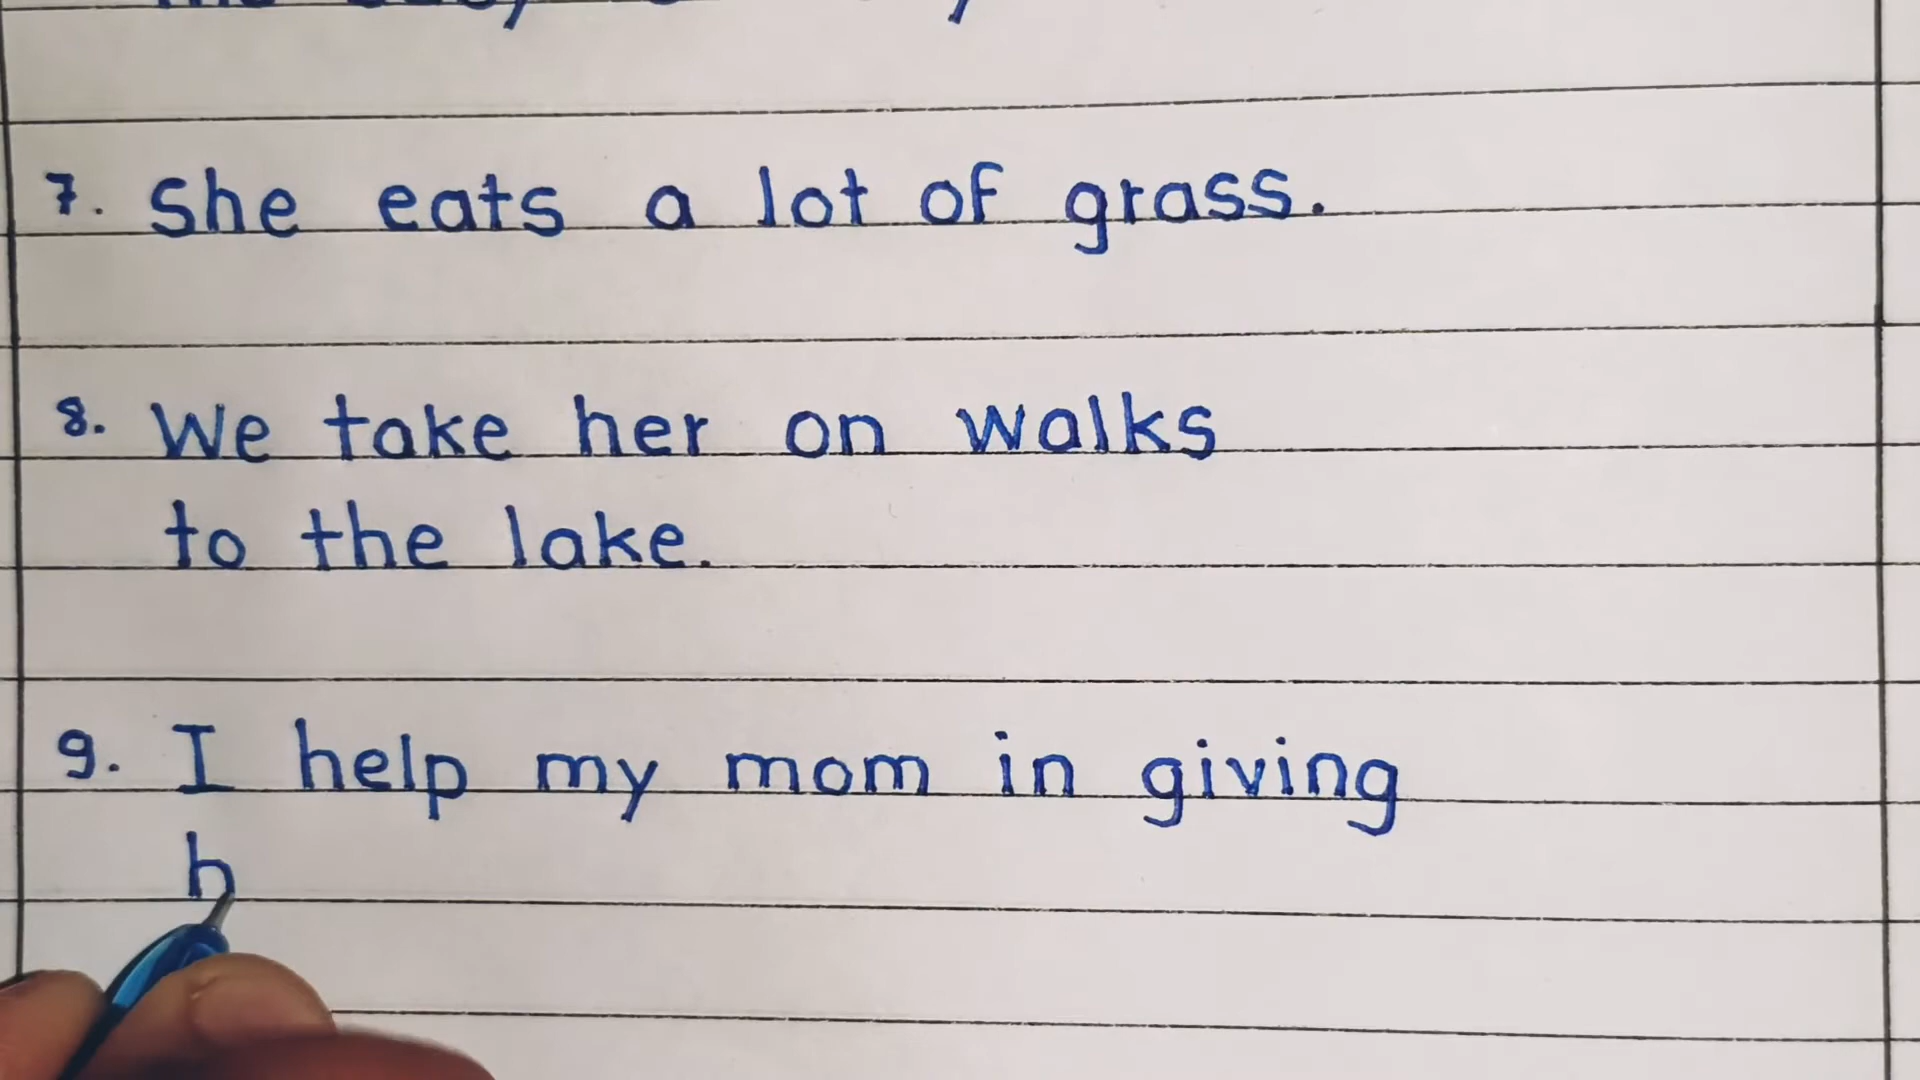 7. She eats a lot of grass.
8. We take her on walks
to the lake.
9. I help my mom in giving
h